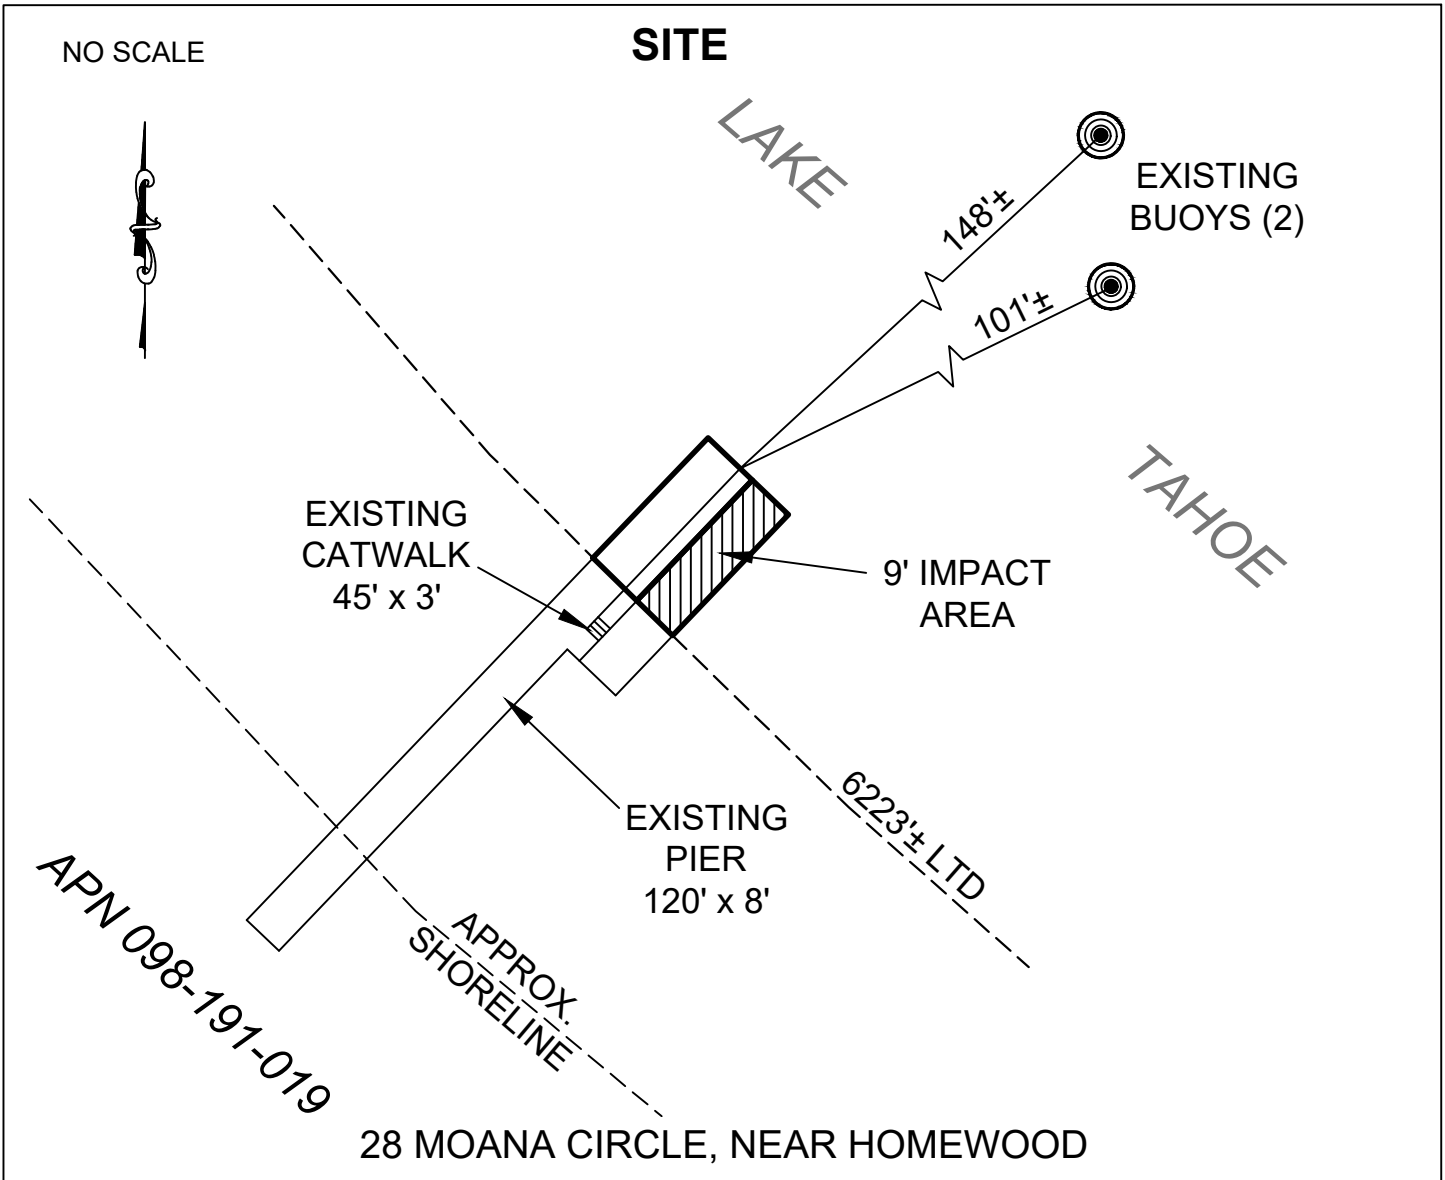 NO SCALE
SITE
LAKE
148'±
EXISTING
BUOYS (2)
101'±
TAHOE
EXISTING
CATWALK
45' x 3'
9' IMPACT
AREA
6223'± LTD
EXISTING
PIER
120' x 8'
APN 098-191-019
APPROX.
SHORELINE
28 MOANA CIRCLE, NEAR HOMEWOOD